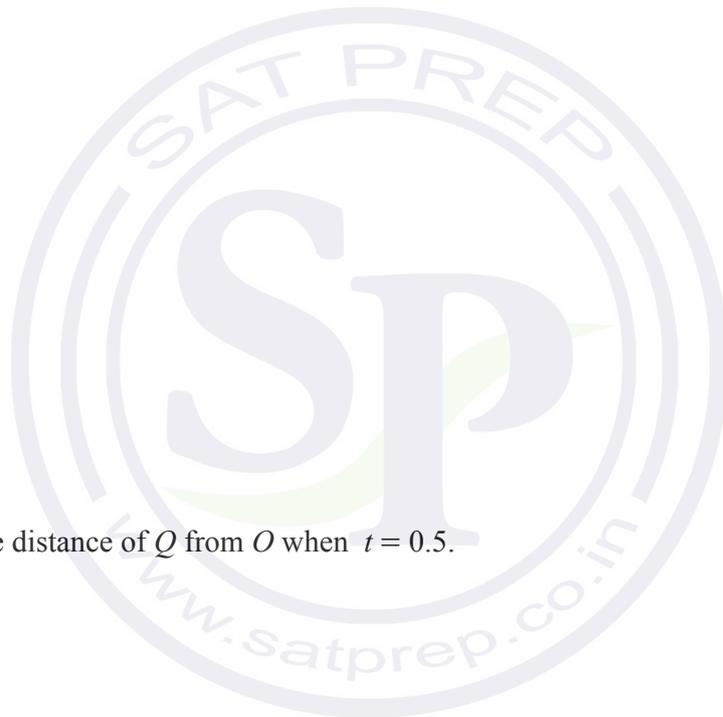 SAT PREP
SP
e distance of Q from O when t = 0.5.
www.satprep.co.in